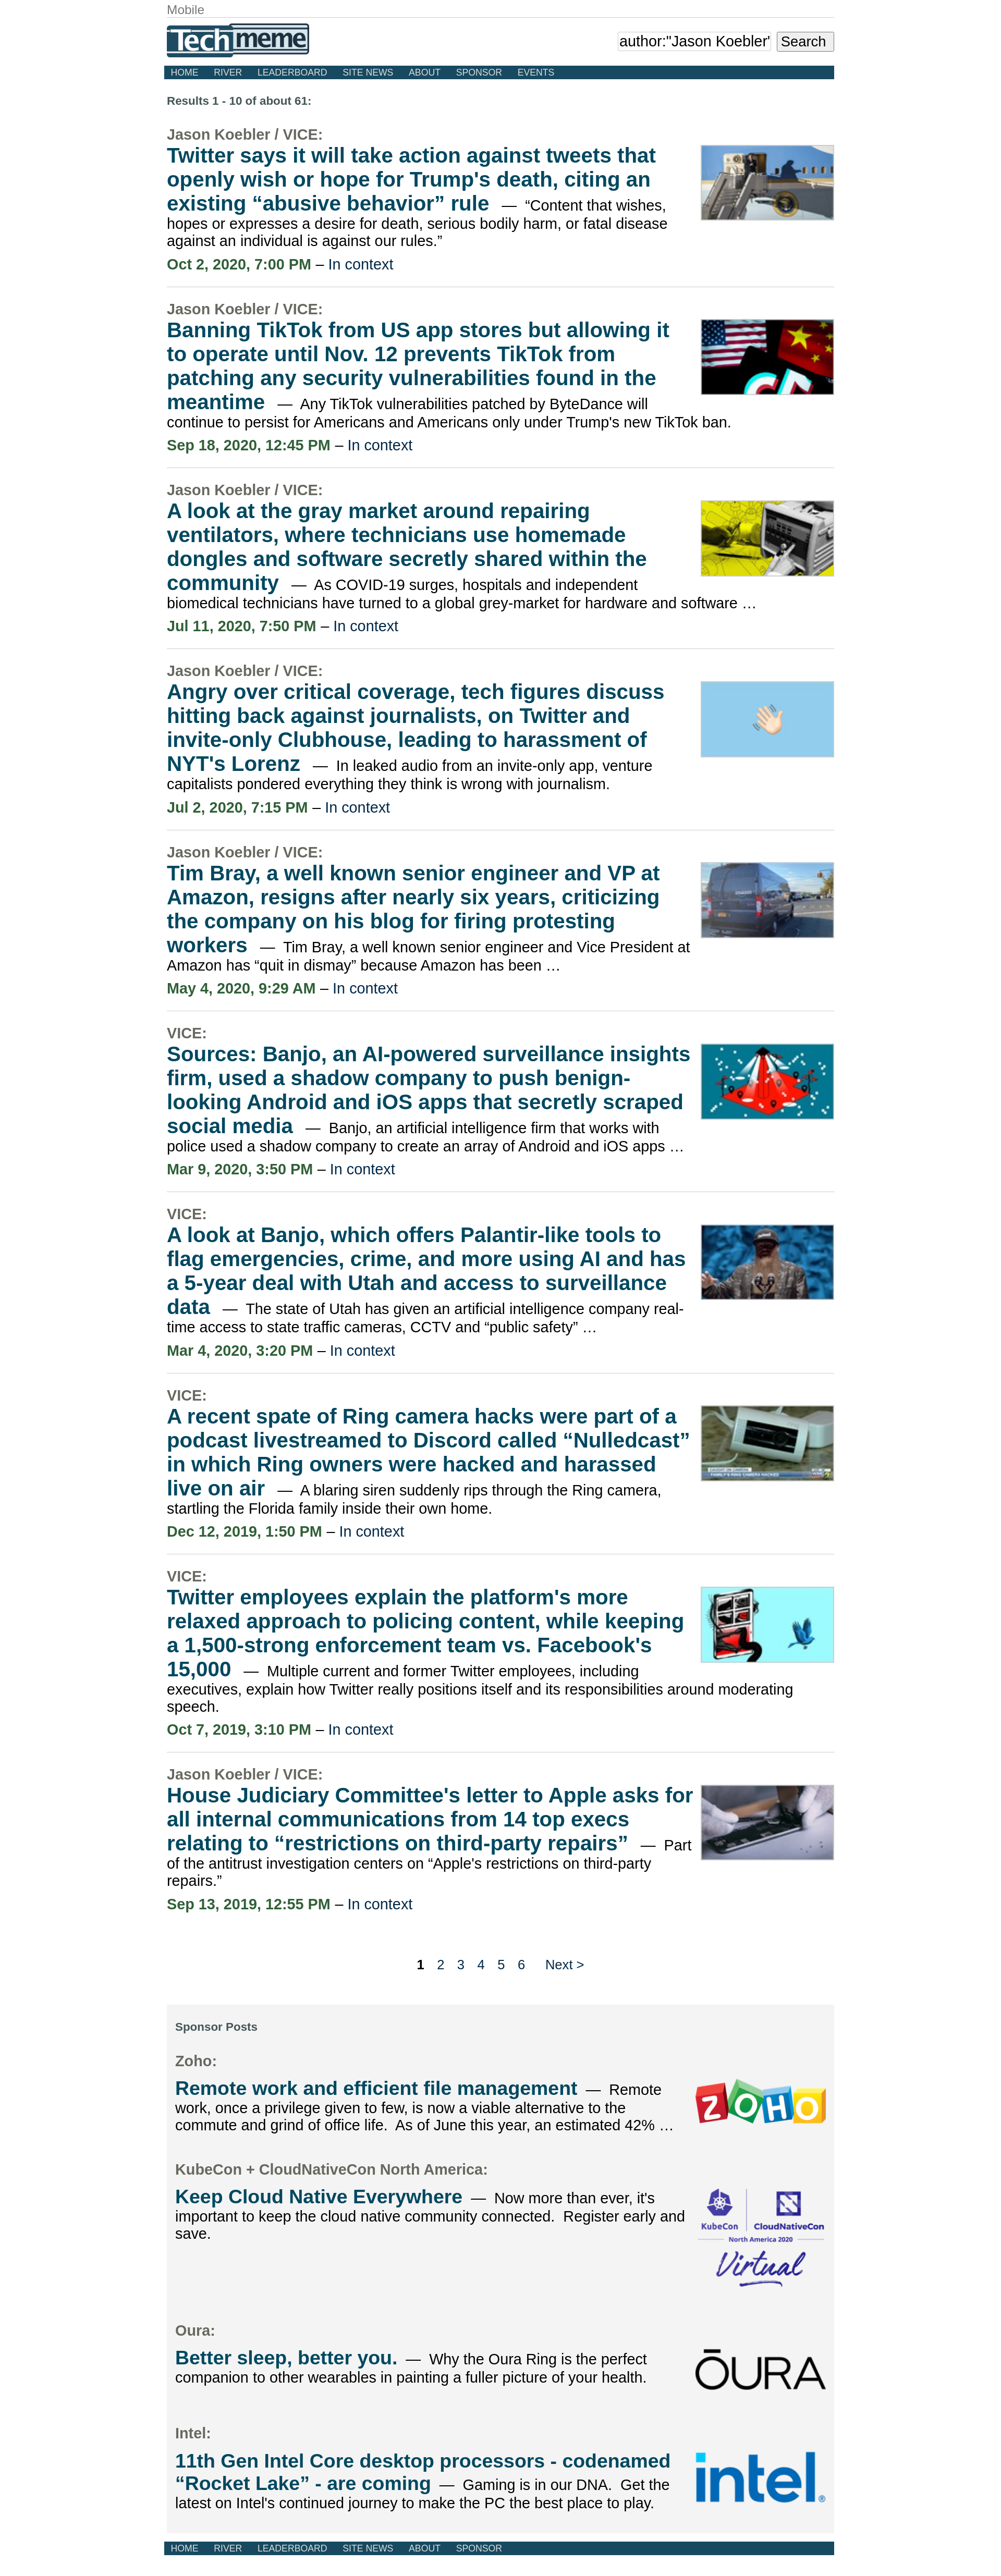 Mobile
Techmeme
author:"Jason Koebler" Search
HOME RIVER LEADERBOARD SITE NEWS ABOUT SPONSOR EVENTS
Results 1 - 10 of about 61:
Jason Koebler / VICE:
Twitter says it will take action against tweets that
openly wish or hope for Trump's death, citing an
existing “abusive behavior” rule — “Content that wishes,
hopes or expresses a desire for death, serious bodily harm, or fatal disease
against an individual is against our rules.”
Oct 2, 2020, 7:00 PM – In context
Jason Koebler / VICE:
Banning TikTok from US app stores but allowing it
to operate until Nov. 12 prevents TikTok from
patching any security vulnerabilities found in the
meantime — Any TikTok vulnerabilities patched by ByteDance will
continue to persist for Americans and Americans only under Trump's new TikTok ban.
Sep 18, 2020, 12:45 PM – In context
Jason Koebler / VICE:
A look at the gray market around repairing
ventilators, where technicians use homemade
dongles and software secretly shared within the
community — As COVID-19 surges, hospitals and independent
biomedical technicians have turned to a global grey-market for hardware and software …
Jul 11, 2020, 7:50 PM – In context
Jason Koebler / VICE:
Angry over critical coverage, tech figures discuss
hitting back against journalists, on Twitter and
invite-only Clubhouse, leading to harassment of
NYT's Lorenz — In leaked audio from an invite-only app, venture
capitalists pondered everything they think is wrong with journalism.
Jul 2, 2020, 7:15 PM – In context
Jason Koebler / VICE:
Tim Bray, a well known senior engineer and VP at
Amazon, resigns after nearly six years, criticizing
the company on his blog for firing protesting
workers — Tim Bray, a well known senior engineer and Vice President at
Amazon has “quit in dismay” because Amazon has been …
May 4, 2020, 9:29 AM – In context
VICE:
Sources: Banjo, an AI-powered surveillance insights
firm, used a shadow company to push benign-
looking Android and iOS apps that secretly scraped
social media — Banjo, an artificial intelligence firm that works with
police used a shadow company to create an array of Android and iOS apps …
Mar 9, 2020, 3:50 PM – In context
VICE:
A look at Banjo, which offers Palantir-like tools to
flag emergencies, crime, and more using AI and has
a 5-year deal with Utah and access to surveillance
data — The state of Utah has given an artificial intelligence company real-
time access to state traffic cameras, CCTV and “public safety” …
Mar 4, 2020, 3:20 PM – In context
VICE:
A recent spate of Ring camera hacks were part of a
podcast livestreamed to Discord called “Nulledcast”
in which Ring owners were hacked and harassed
live on air — A blaring siren suddenly rips through the Ring camera,
startling the Florida family inside their own home.
Dec 12, 2019, 1:50 PM – In context
FAMILY'S RING CAMERA HACKED
VICE:
Twitter employees explain the platform's more
relaxed approach to policing content, while keeping
a 1,500-strong enforcement team vs. Facebook's
15,000 — Multiple current and former Twitter employees, including
executives, explain how Twitter really positions itself and its responsibilities around moderating
speech.
Oct 7, 2019, 3:10 PM – In context
Jason Koebler / VICE:
House Judiciary Committee's letter to Apple asks for
all internal communications from 14 top execs
relating to “restrictions on third-party repairs” — Part
of the antitrust investigation centers on “Apple's restrictions on third-party
repairs.”
Sep 13, 2019, 12:55 PM – In context
1 2 3 4 5 6 Next >
Sponsor Posts
Zoho:
Remote work and efficient file management — Remote
work, once a privilege given to few, is now a viable alternative to the
commute and grind of office life. As of June this year, an estimated 42% …
ZOHO
KubeCon + CloudNativeCon North America:
Keep Cloud Native Everywhere — Now more than ever, it's
important to keep the cloud native community connected. Register early and
save.
KubeCon CloudNativeCon
North America 2020
Virtual
Oura:
Better sleep, better you. — Why the Oura Ring is the perfect
companion to other wearables in painting a fuller picture of your health.
ŌURA
Intel:
11th Gen Intel Core desktop processors - codenamed
“Rocket Lake” - are coming — Gaming is in our DNA. Get the
latest on Intel's continued journey to make the PC the best place to play.
intel®
HOME RIVER LEADERBOARD SITE NEWS ABOUT SPONSOR